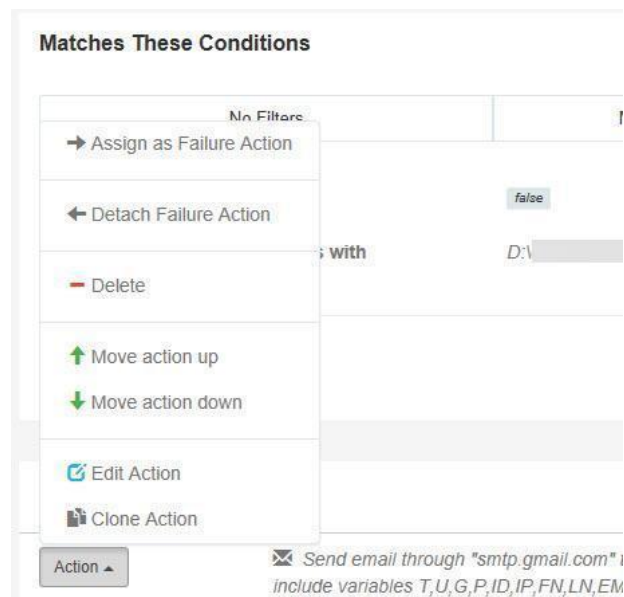 Matches These Conditions
No Filters
Assign as Failure Action
Detach Failure Action
false
with
D:\
Delete
Move action up
Move action down
Edit Action
Clone Action
Action
Send email through "smtp.gmail.com"
include variables T,U,G,P,ID,IP,FN,LN,EM